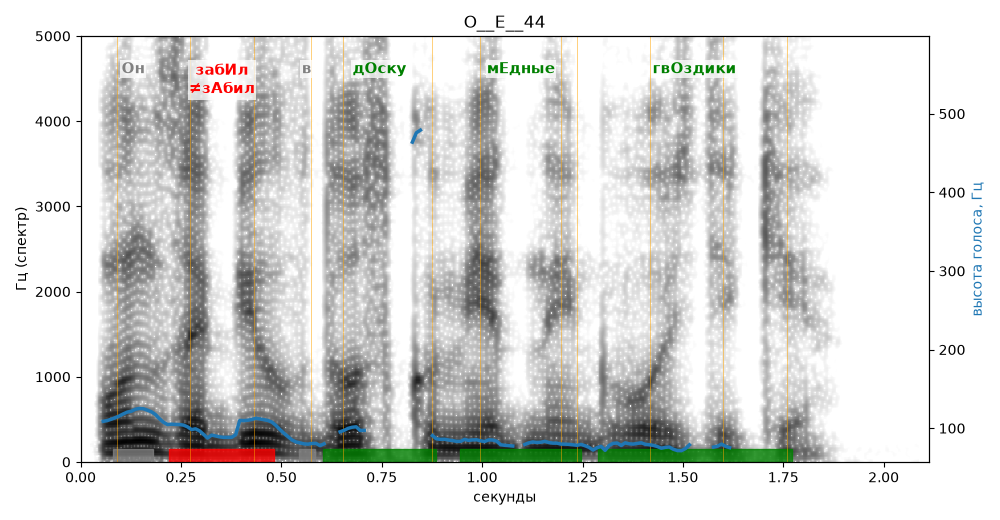 O__E__44
Он
забИл
≠зАбил
в
дОску
мЕдные
гвОздики
5000
4000
3000
2000
1000
0
Гц (спектр)
500
400
300
200
100
высота голоса, Гц
0.00 0.25 0.50 0.75 1.00 1.25 1.50 1.75 2.00
секунды